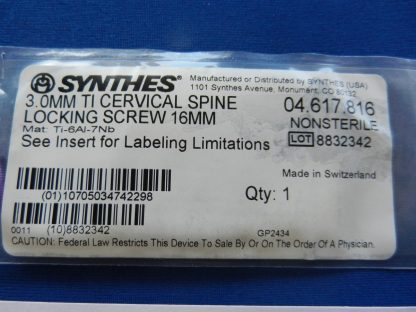 SYNTHES®
Manufactured or Distributed by SYNTHES (USA)
1101 Synthes Avenue, Monument, CO 80132
3.0MM TI CERVICAL SPINE
LOCKING SCREW 16MM
Mat: Ti-6Al-7Nb
See Insert for Labeling Limitations
04.617.816
NONSTERILE
LOT 8832342
Made in Switzerland
(01)10705034742298
Qty: 1
0011 (10)8832342
GP2434
CAUTION: Federal Law Restricts This Device To Sale By Or On The Order Of A Physician.